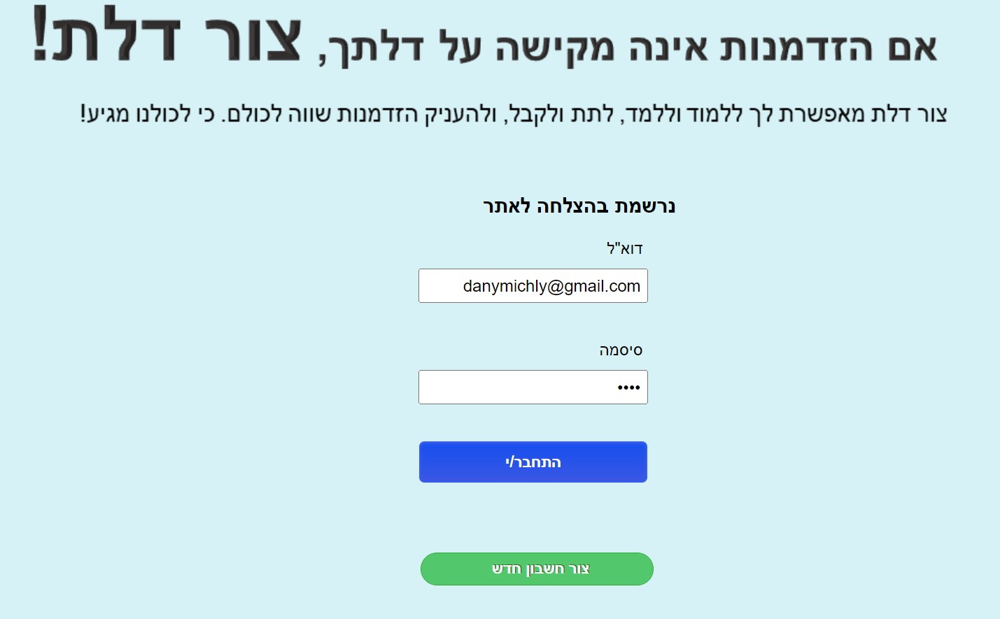 אם הזדמנות אינה מקישה על דלתך, צור דלת!
צור דלת מאפשרת לך ללמוד וללמד, לתת ולקבל, ולהעניק הזדמנות שווה לכולם. כי לכולנו מגיע!
נרשמת בהצלחה לאתר
דוא"ל
danymichly@gmail.com
סיסמה
••••
התחבר/י
צור חשבון חדש